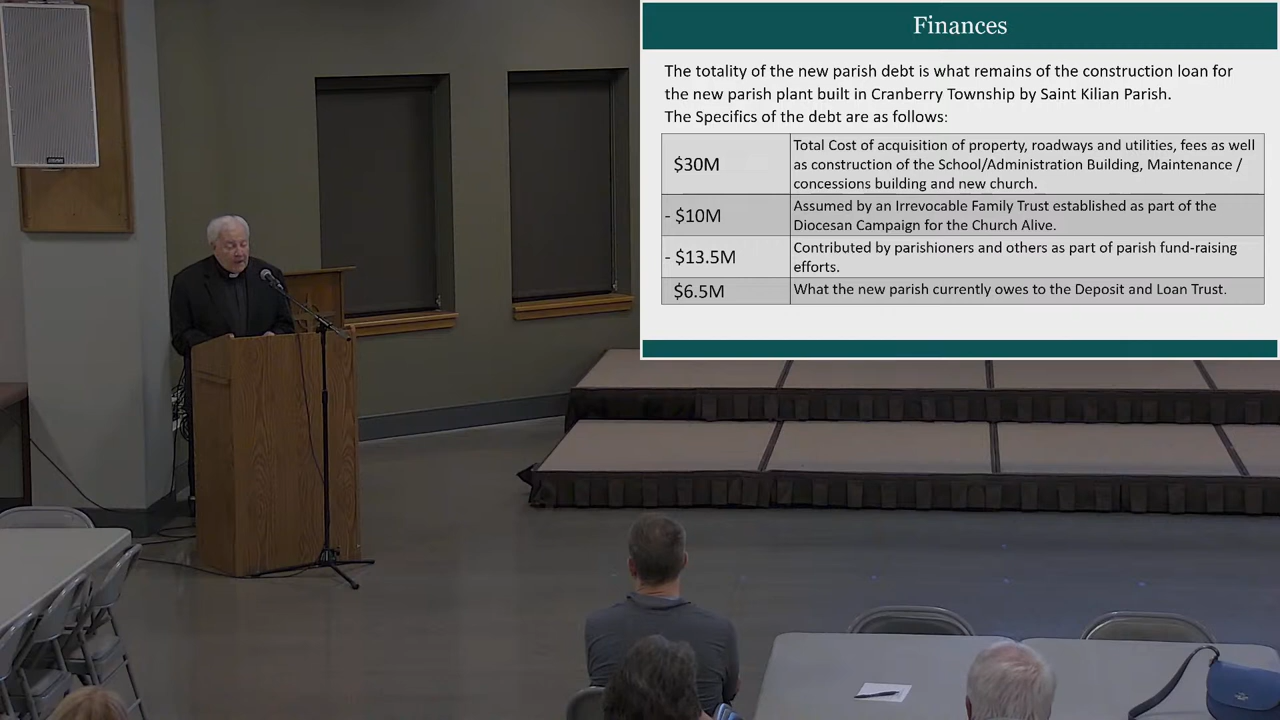 Finances
The totality of the new parish debt is what remains of the construction loan for
the new parish plant built in Cranberry Township by Saint Kilian Parish.
The Specifics of the debt are as follows:
$30M
Total Cost of acquisition of property, roadways and utilities, fees as well
as construction of the School/Administration Building, Maintenance /
concessions building and new church.
- $10M
Assumed by an Irrevocable Family Trust established as part of the
Diocesan Campaign for the Church Alive.
- $13.5M
Contributed by parishioners and others as part of parish fund-raising
efforts.
$6.5M
What the new parish currently owes to the Deposit and Loan Trust.